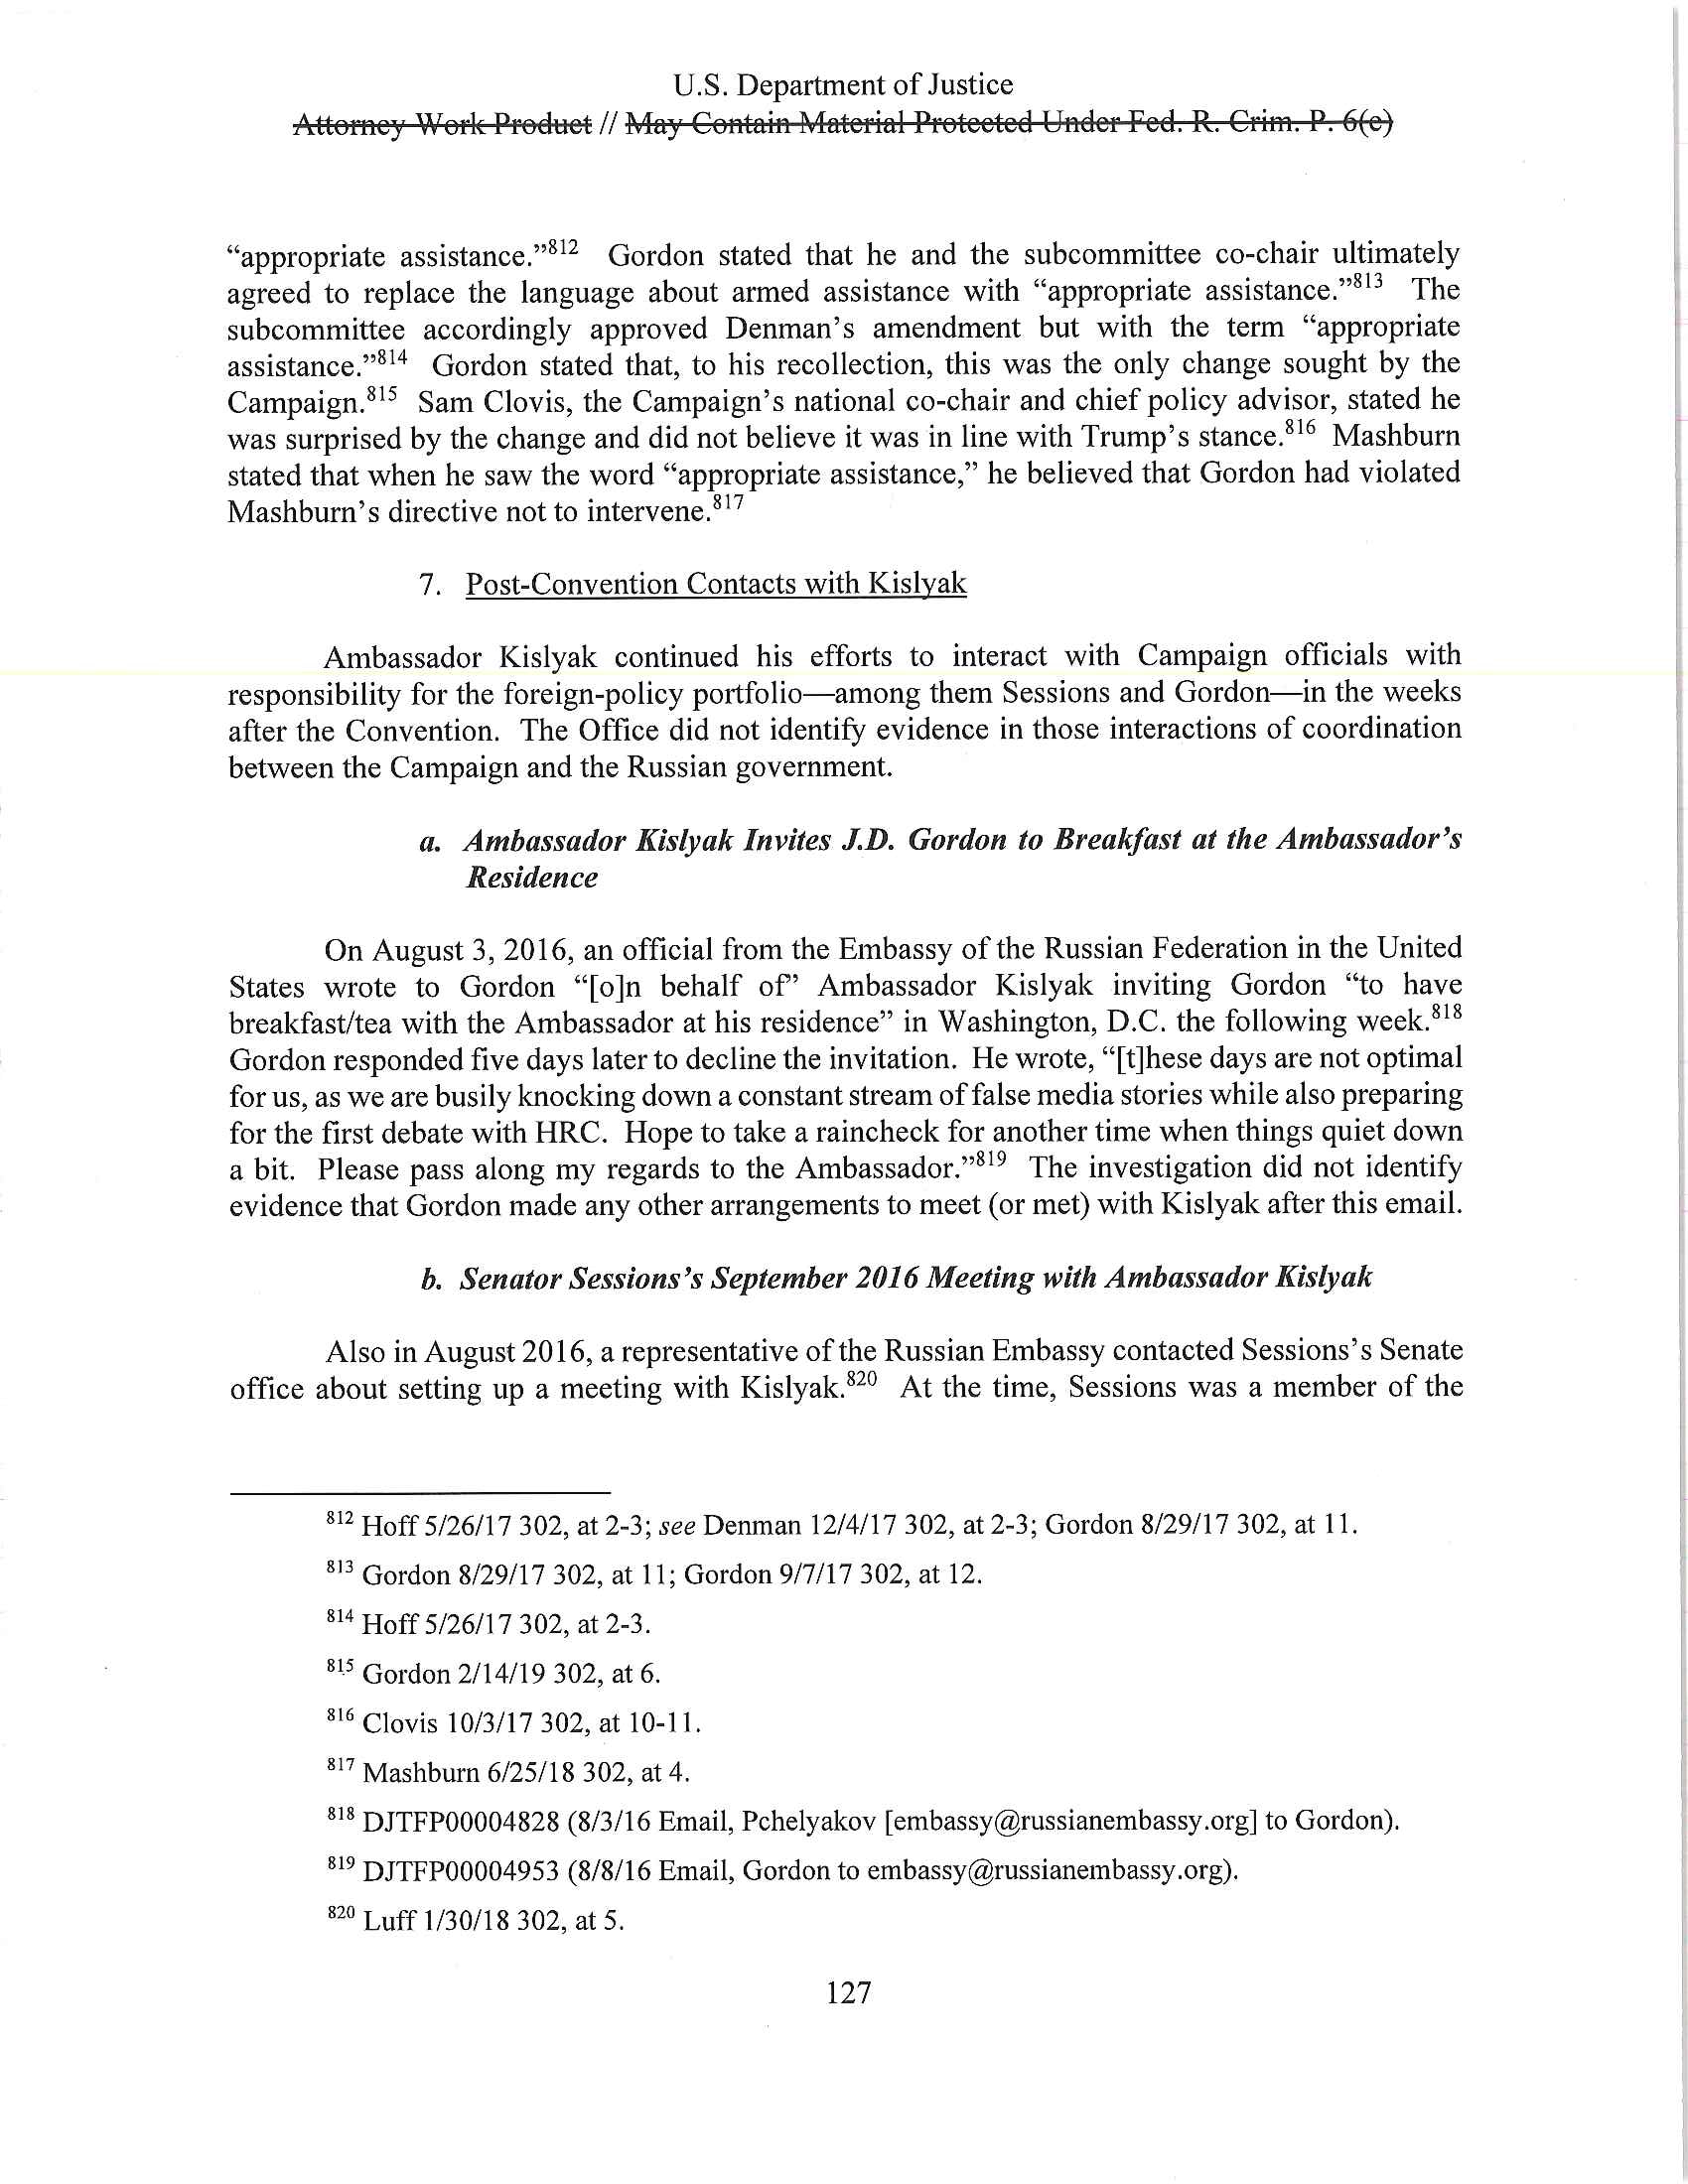 U.S. Department of Justice
Attorney Work Product // May Contain Material Protected Under Fed. R. Crim. P. 6(e)
“appropriate assistance.”812 Gordon stated that he and the subcommittee co-chair ultimately
agreed to replace the language about armed assistance with “appropriate assistance.”813 The
subcommittee accordingly approved Denman’s amendment but with the term “appropriate
assistance.”814 Gordon stated that, to his recollection, this was the only change sought by the
Campaign.815 Sam Clovis, the Campaign’s national co-chair and chief policy advisor, stated he
was surprised by the change and did not believe it was in line with Trump’s stance.816 Mashburn
stated that when he saw the word “appropriate assistance,” he believed that Gordon had violated
Mashburn’s directive not to intervene.817
7. Post-Convention Contacts with Kislyak
Ambassador Kislyak continued his efforts to interact with Campaign officials with
responsibility for the foreign-policy portfolio—among them Sessions and Gordon—in the weeks
after the Convention. The Office did not identify evidence in those interactions of coordination
between the Campaign and the Russian government.
a. Ambassador Kislyak Invites J.D. Gordon to Breakfast at the Ambassador’s
Residence
On August 3, 2016, an official from the Embassy of the Russian Federation in the United
States wrote to Gordon “[o]n behalf of” Ambassador Kislyak inviting Gordon “to have
breakfast/tea with the Ambassador at his residence” in Washington, D.C. the following week.818
Gordon responded five days later to decline the invitation. He wrote, “[t]hese days are not optimal
for us, as we are busily knocking down a constant stream of false media stories while also preparing
for the first debate with HRC. Hope to take a raincheck for another time when things quiet down
a bit. Please pass along my regards to the Ambassador.”819 The investigation did not identify
evidence that Gordon made any other arrangements to meet (or met) with Kislyak after this email.
b. Senator Sessions’s September 2016 Meeting with Ambassador Kislyak
Also in August 2016, a representative of the Russian Embassy contacted Sessions’s Senate
office about setting up a meeting with Kislyak.820 At the time, Sessions was a member of the
812 Hoff 5/26/17 302, at 2-3; see Denman 12/4/17 302, at 2-3; Gordon 8/29/17 302, at 11.
813 Gordon 8/29/17 302, at 11; Gordon 9/7/17 302, at 12.
814 Hoff 5/26/17 302, at 2-3.
815 Gordon 2/14/19 302, at 6.
816 Clovis 10/3/17 302, at 10-11.
817 Mashburn 6/25/18 302, at 4.
818 DJTFP00004828 (8/3/16 Email, Pchelyakov [embassy@russianembassy.org] to Gordon).
819 DJTFP00004953 (8/8/16 Email, Gordon to embassy@russianembassy.org).
820 Luff 1/30/18 302, at 5.
127